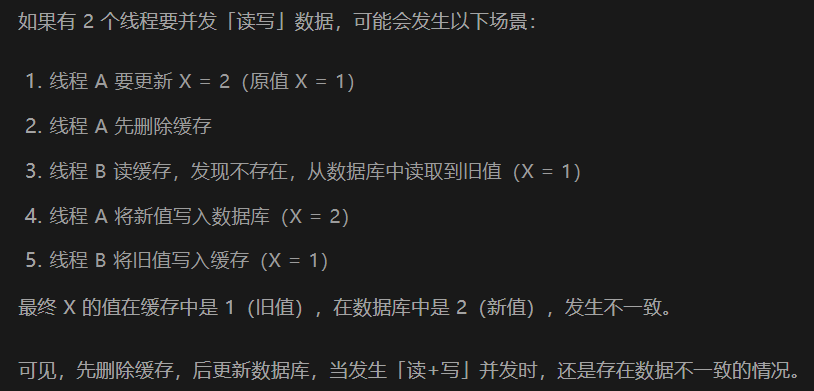 如果有 2 个线程要并发「读写」数据，可能会发生以下场景：
1. 线程 A 要更新 X = 2（原值 X = 1）
2. 线程 A 先删除缓存
3. 线程 B 读缓存，发现不存在，从数据库中读取到旧值（X = 1）
4. 线程 A 将新值写入数据库（X = 2）
5. 线程 B 将旧值写入缓存（X = 1）
最终 X 的值在缓存中是 1（旧值），在数据库中是 2（新值），发生不一致。
可见，先删除缓存，后更新数据库，当发生「读+写」并发时，还是存在数据不一致的情况。